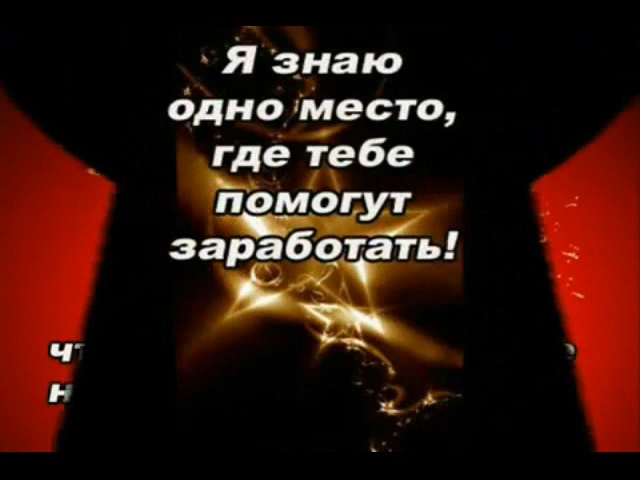 Я знаю
одно место,
где тебе
помогут
заработать!